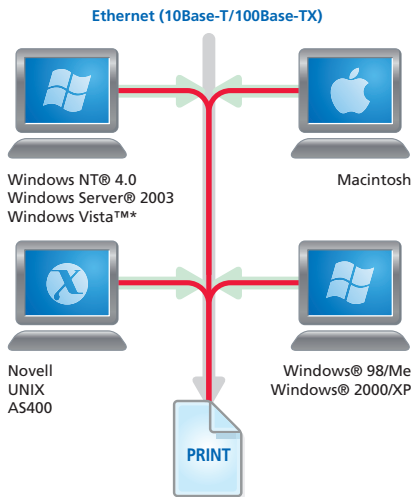 Ethernet (10Base-T/100Base-TX)
Windows NT® 4.0
Windows Server® 2003
Windows Vista™*
Macintosh
Novell
UNIX
AS400
Windows® 98/Me
Windows® 2000/XP
PRINT